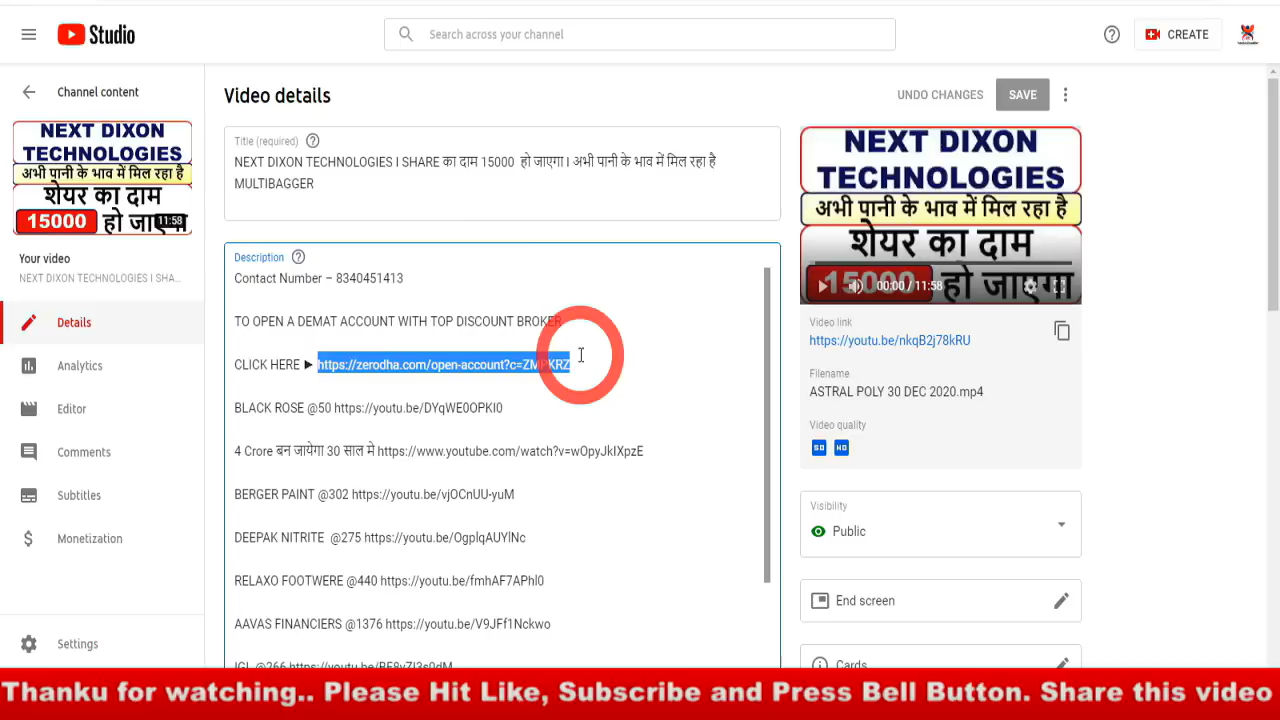 Studio
Search across your channel
CREATE
Channel content
Video details
UNDO CHANGES
SAVE
NEXT DIXON
TECHNOLOGIES
अभी पानी के भाव में मिल रहा है
शेयर का दाम
15000 हो जाएगा
11:58
Your video
NEXT DIXON TECHNOLOGIES I SHA...
Details
Analytics
Editor
Comments
Subtitles
Monetization
Settings
Title (required)
NEXT DIXON TECHNOLOGIES I SHARE का दाम 15000 हो जाएगा I अभी पानी के भाव में मिल रहा है
MULTIBAGGER
Description
Contact Number – 8340451413
TO OPEN A DEMAT ACCOUNT WITH TOP DISCOUNT BROKER
CLICK HERE ► https://zerodha.com/open-account?c=ZMPKRZ
BLACK ROSE @50 https://youtu.be/DYqWE0OPKI0
4 Crore बन जायेगा 30 साल मे https://www.youtube.com/watch?v=wOpyJkIXpzE
BERGER PAINT @302 https://youtu.be/vjOCnUU-yuM
DEEPAK NITRITE @275 https://youtu.be/OgplqAUYlNc
RELAXO FOOTWERE @440 https://youtu.be/fmhAF7APhl0
AAVAS FINANCIERS @1376 https://youtu.be/V9JFf1Nckwo
IGL @266
NEXT DIXON
TECHNOLOGIES
अभी पानी के भाव में मिल रहा है
शेयर का दाम
15000 हो जाएगा
00:00 / 11:58
Video link
https://youtu.be/nkqB2j78kRU
Filename
ASTRAL POLY 30 DEC 2020.mp4
Video quality
SD HD
Visibility
Public
End screen
Cards
Thanku for watching.. Please Hit Like, Subscribe and Press Bell Button. Share this video